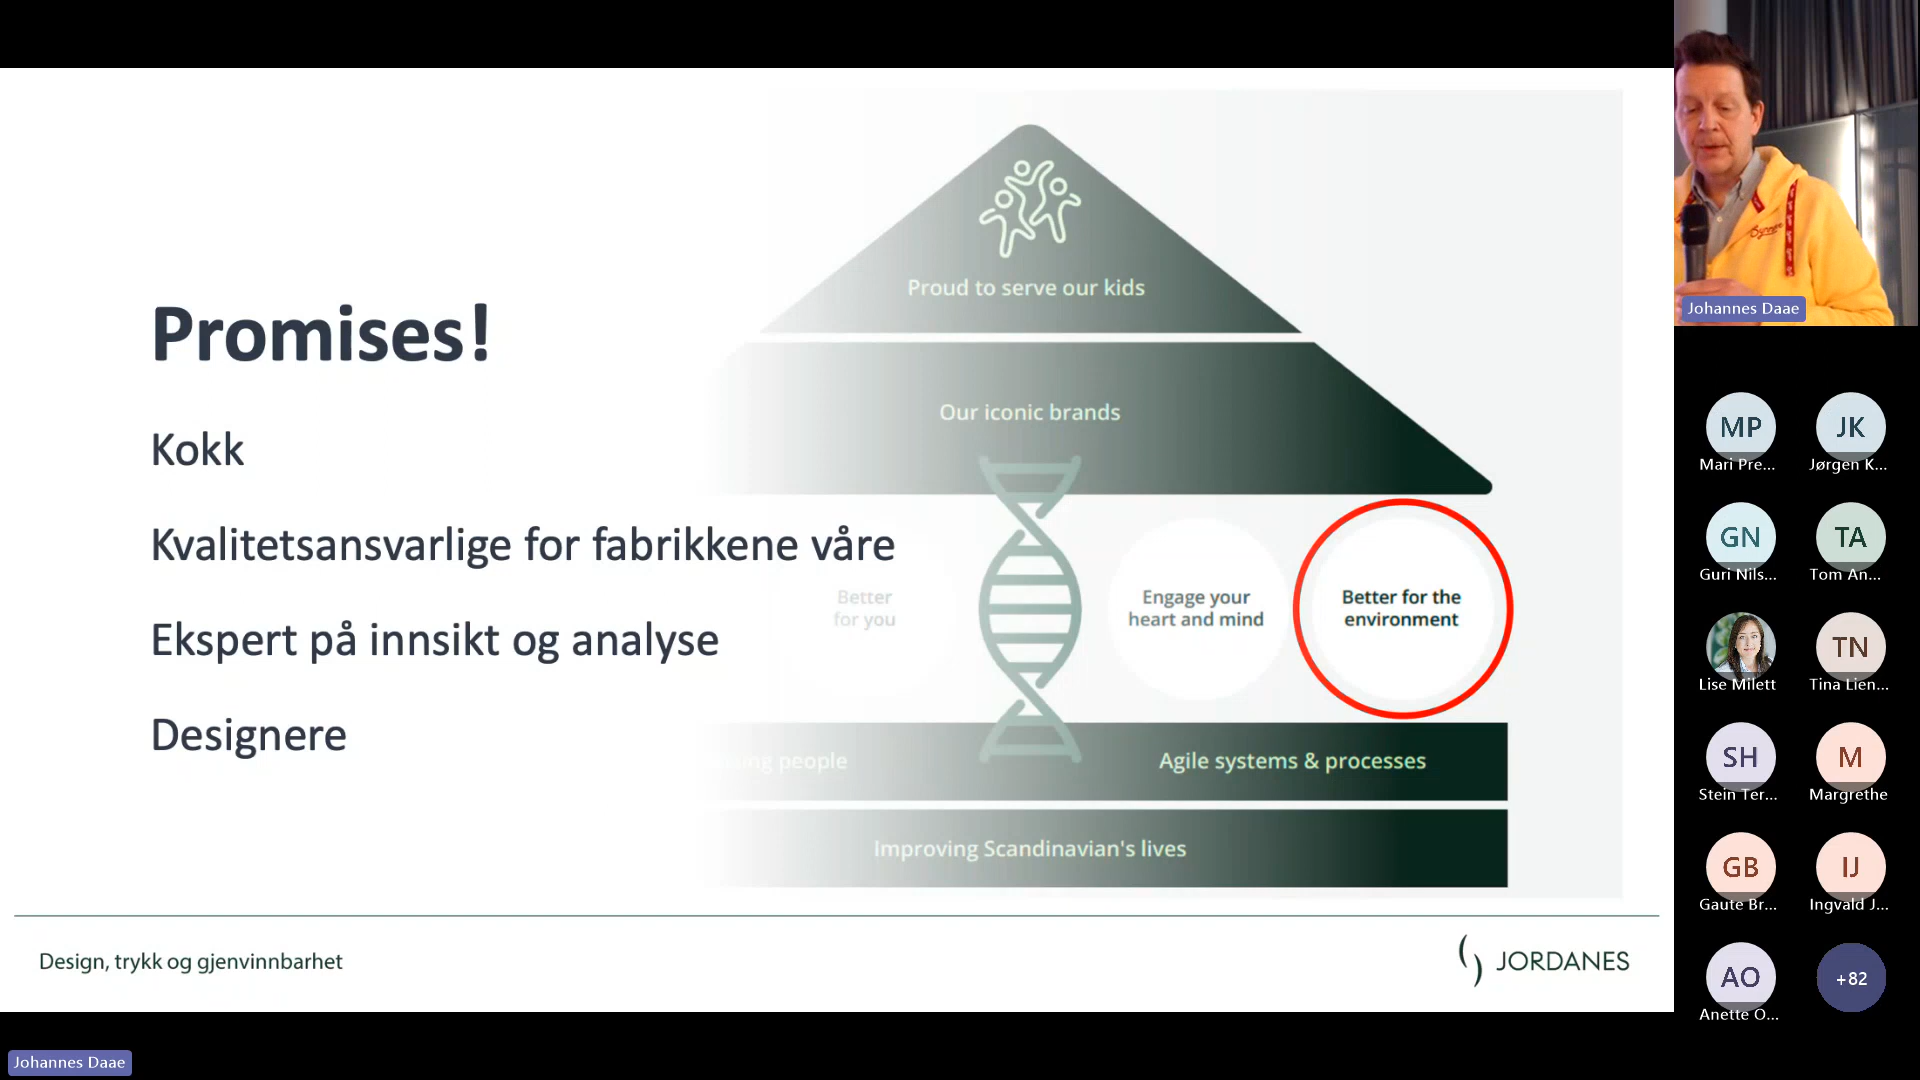 Promises!
Kokk
Kvalitetsansvarlige for fabrikkene våre
Ekspert på innsikt og analyse
Designere
Proud to serve our kids
Our iconic brands
Better
for you
Engage your
heart and mind
Better for the
environment
people
Agile systems & processes
Improving Scandinavian's lives
Design, trykk og gjenvinnbarhet
JORDANES
Johannes Daae
Johannes Daae
MP
Mari Pre...
JK
Jørgen K...
GN
Guri Nils...
TA
Tom An...
Lise Milett
TN
Tina Lien...
SH
Stein Ter...
M
Margrethe
GB
Gaute Br...
IJ
Ingvald J...
AO
Anette O...
+82